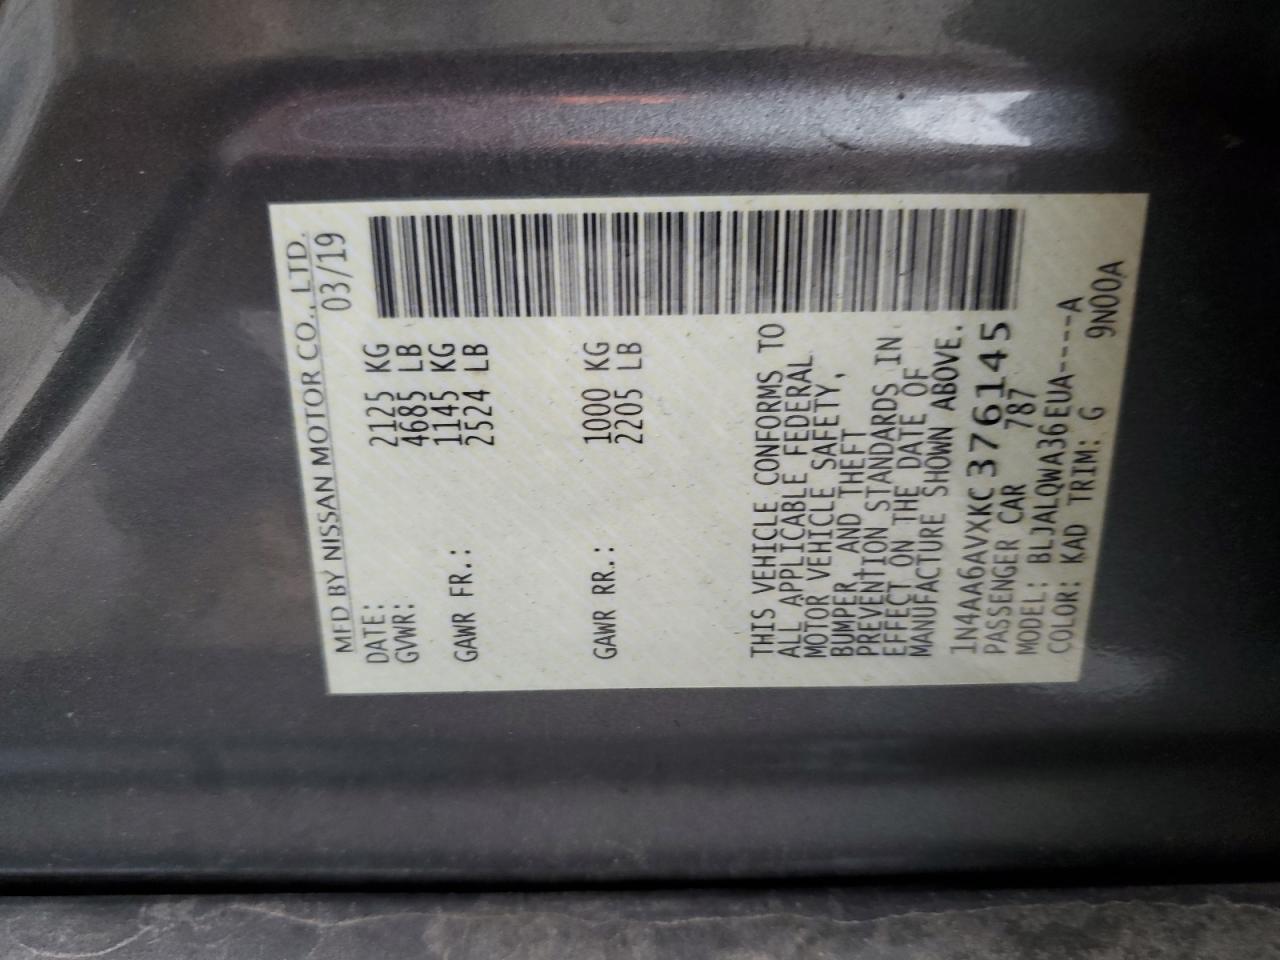 MFD BY NISSAN MOTOR CO., LTD.
DATE: 03/19
GVWR: 2125 KG
4685 LB
GAWR FR.: 1145 KG
2524 LB
GAWR RR.: 1000 KG
2205 LB
THIS VEHICLE CONFORMS TO
ALL APPLICABLE FEDERAL
MOTOR VEHICLE SAFETY,
BUMPER, AND THEFT
PREVENTION STANDARDS IN
EFFECT ON THE DATE OF
MANUFACTURE SHOWN ABOVE.
1N4AA6AVXKC376145
PASSENGER CAR 787
MODEL: BLJALQWA36EUA----A
COLOR: KAD TRIM: G 9N00A